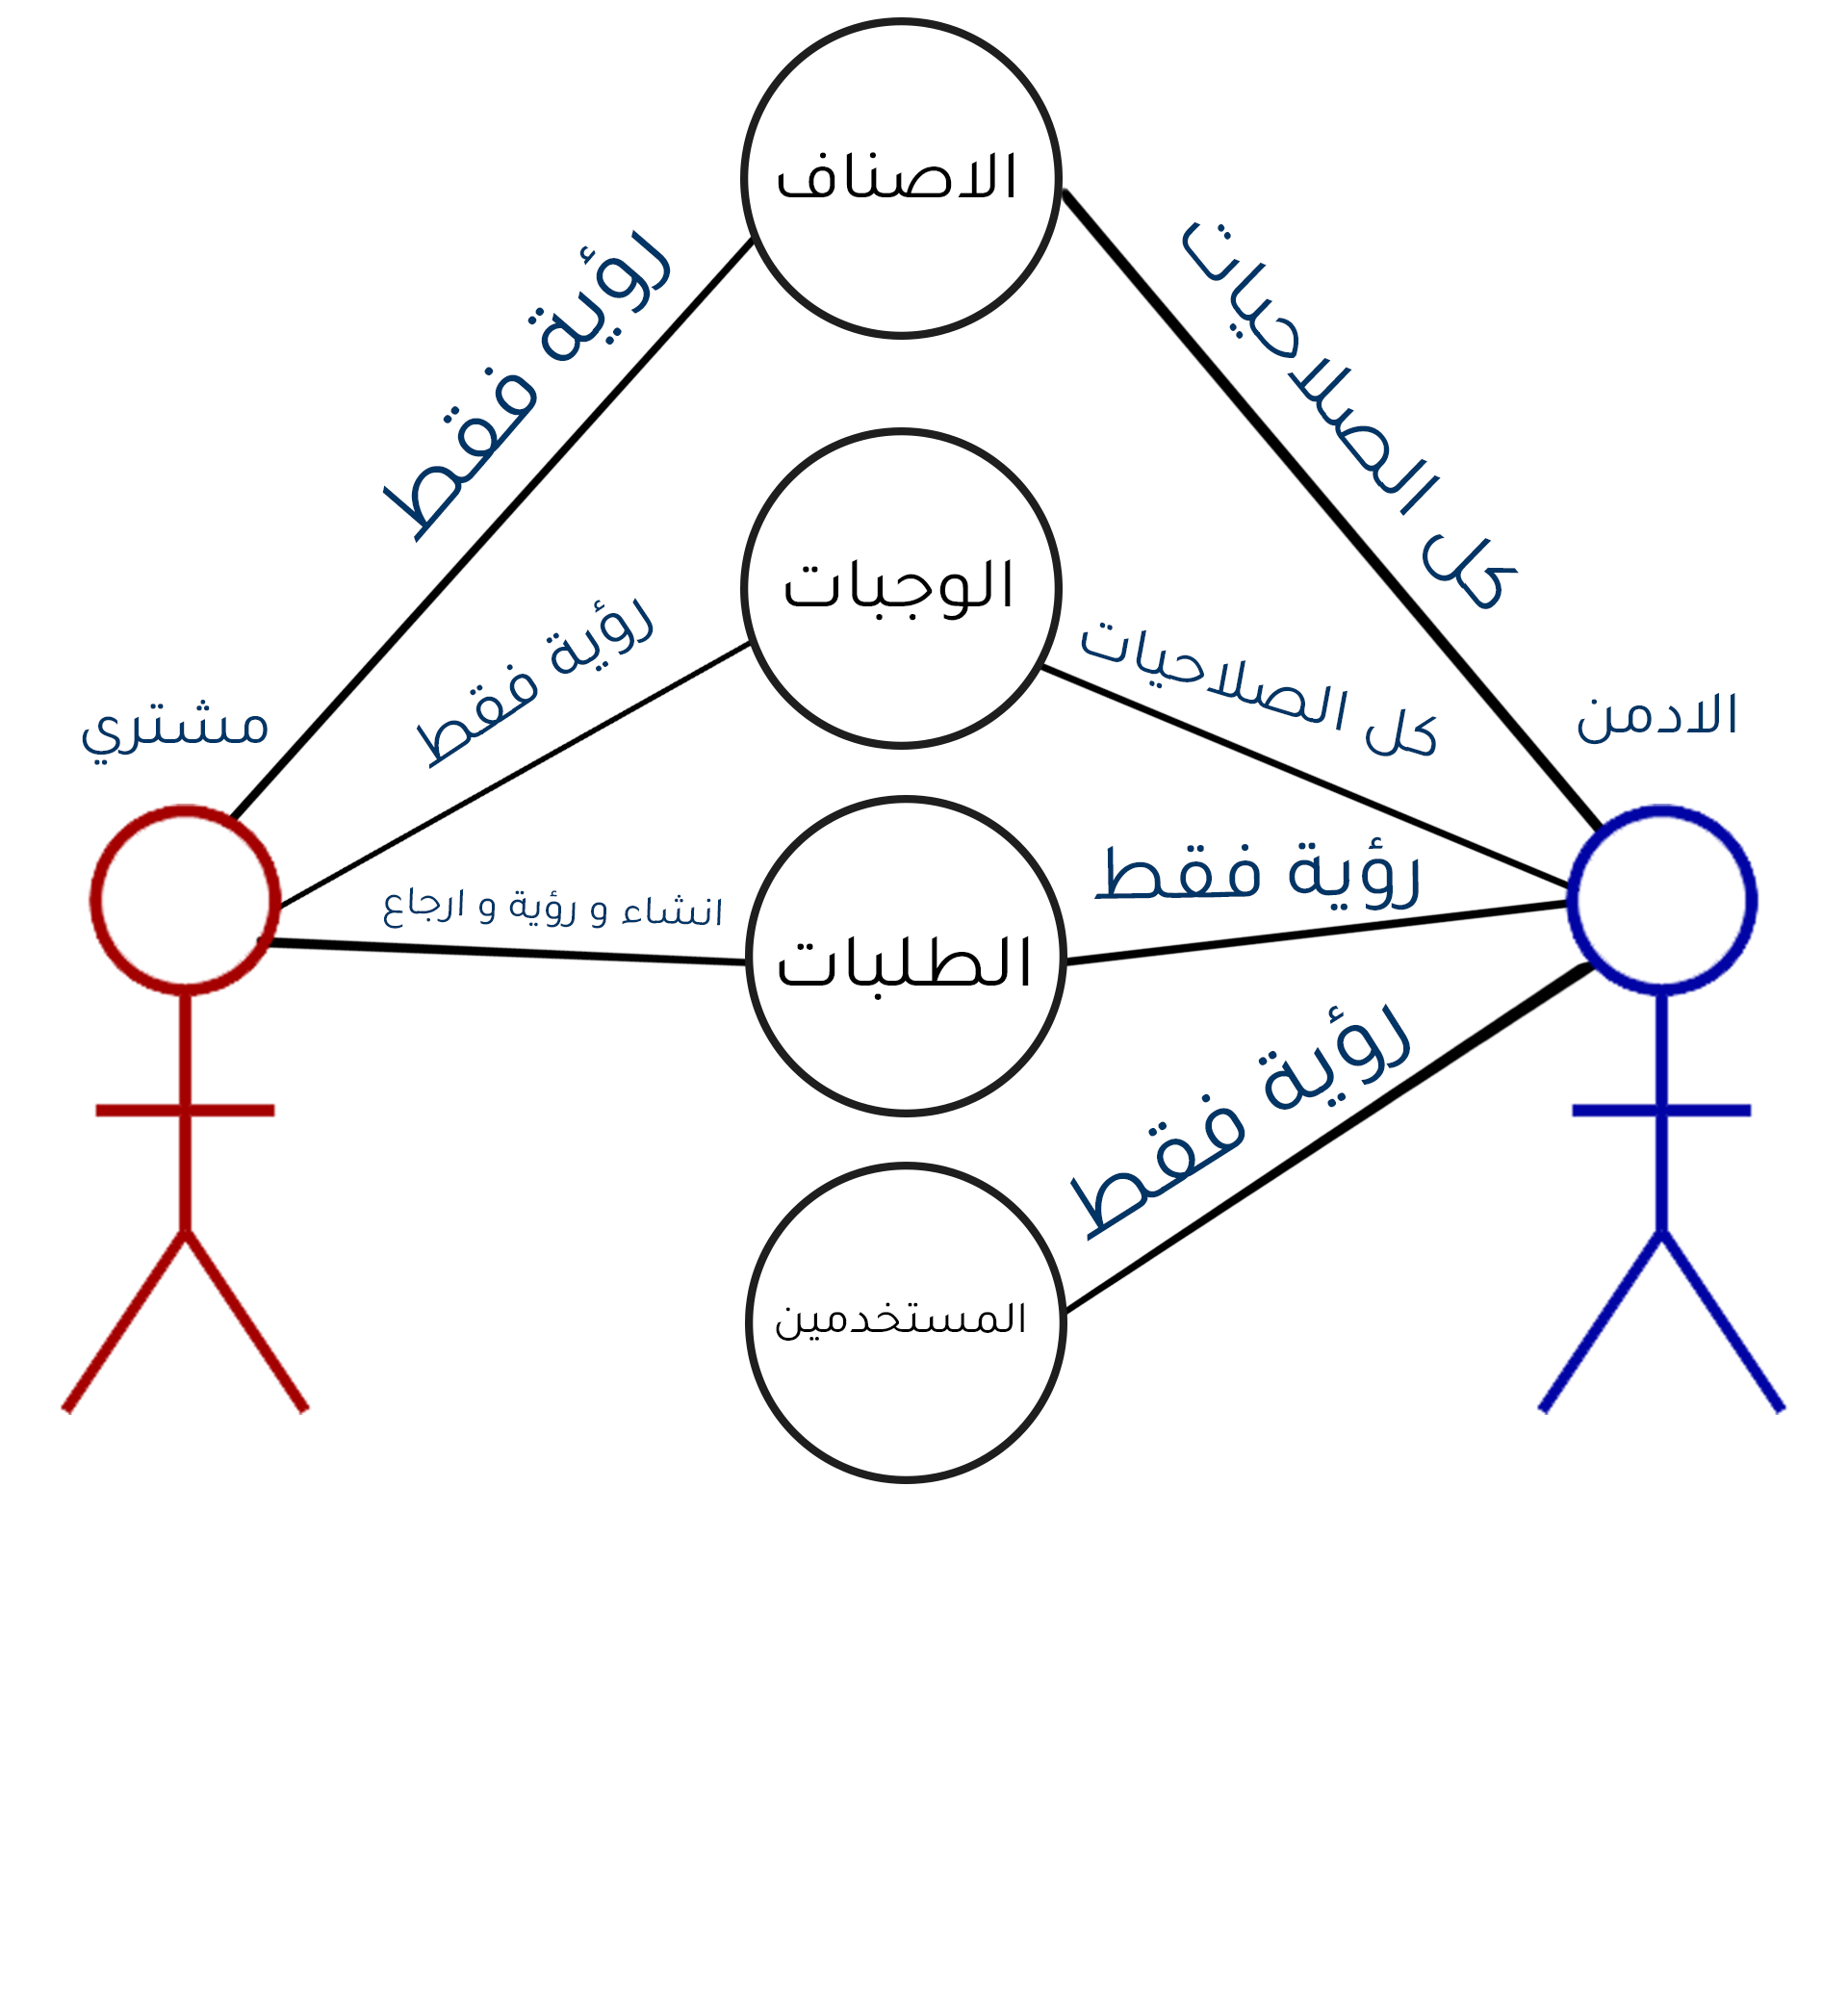 الاصناف
رؤية فقط
كل الصلاحيات
الوجبات
رؤية فقط
كل الصلاحيات
مشتري
الادمن
رؤية فقط
انشاء و رؤية و ارجاع
الطلبات
رؤية فقط
المستخدمين